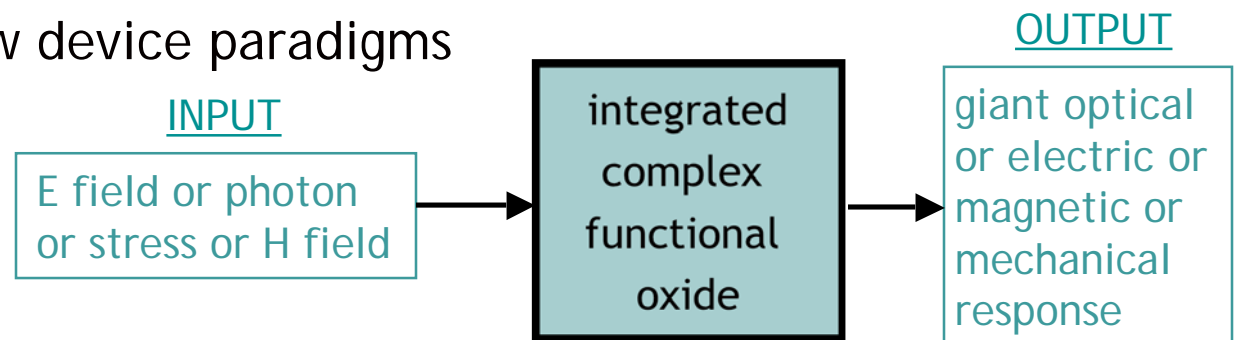 device paradigms
INPUT
E field or photon
or stress or H field
integrated
complex
functional
oxide
OUTPUT
giant optical
or electric or
magnetic or
mechanical
response